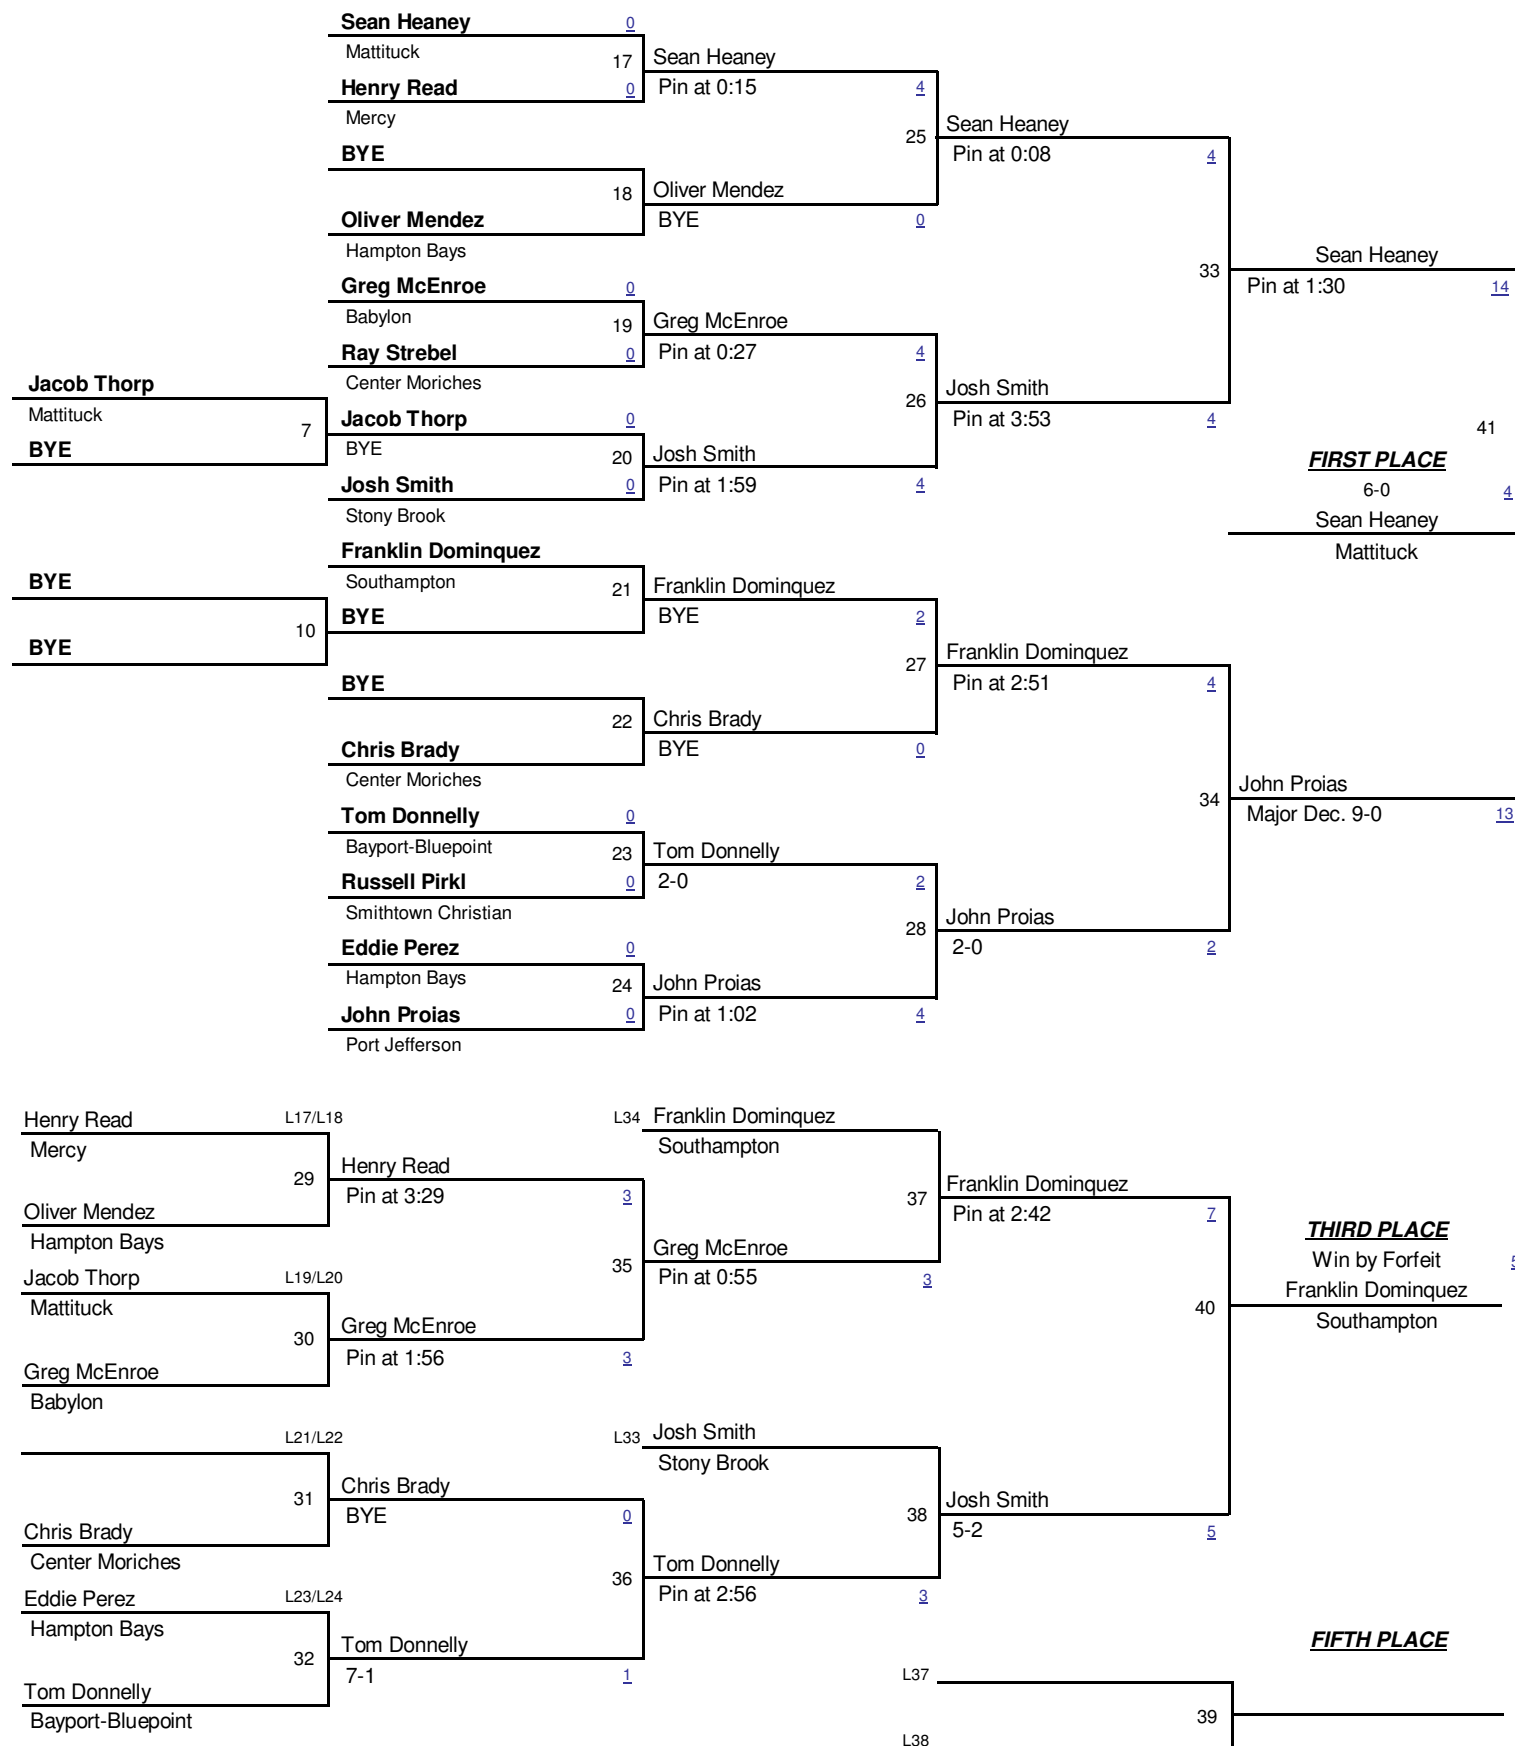 Sean Heaney 0
Mattituck
17 Sean Heaney
Henry Read 0 Pin at 0:15 4
Mercy
25 Sean Heaney
BYE Pin at 0:08 4
18 Oliver Mendez
Oliver Mendez BYE 0
Hampton Bays
33 Sean Heaney
Greg McEnroe 0 Pin at 1:30 14
Babylon
19 Greg McEnroe
Ray Strebel 0 Pin at 0:27 4
Center Moriches
Jacob Thorp
26 Josh Smith
Mattituck
7 Jacob Thorp 0 Pin at 3:53 4
41
BYE BYE
20 Josh Smith
FIRST PLACE
Josh Smith 0 Pin at 1:59 4
6-0 4
Stony Brook
Sean Heaney
Franklin Dominquez
Mattituck
BYE Southampton
21 Franklin Dominquez
BYE BYE 2
10
BYE
27 Franklin Dominquez
BYE Pin at 2:51 4
22 Chris Brady
Chris Brady BYE 0
Center Moriches
34 John Proias
Tom Donnelly 0 Major Dec. 9-0 13
Bayport-Bluepoint
23 Tom Donnelly
Russell Pirkl 0 2-0 2
Smithtown Christian
28 John Proias
Eddie Perez 0 2-0 2
Hampton Bays
24 John Proias
John Proias 0 Pin at 1:02 4
Port Jefferson
Henry Read L17/L18 L34 Franklin Dominquez
Mercy Southampton
29 Henry Read
37 Franklin Dominquez
Pin at 3:29 3 Pin at 2:42 7
Oliver Mendez
THIRD PLACE
Hampton Bays
35 Greg McEnroe
Win by Forfeit
Jacob Thorp L19/L20 Pin at 0:55 3
Franklin Dominquez
Mattituck
40 Southampton
30 Greg McEnroe
Pin at 1:56 3
Greg McEnroe
Babylon
L21/L22 L33 Josh Smith
Stony Brook
31 Chris Brady
38 Josh Smith
BYE 0 5-2 5
Chris Brady
Center Moriches
36 Tom Donnelly
Eddie Perez L23/L24 Pin at 2:56 3
Hampton Bays
FIFTH PLACE
32 Tom Donnelly
7-1 1 L37
Tom Donnelly
Bayport-Bluepoint
39
L38